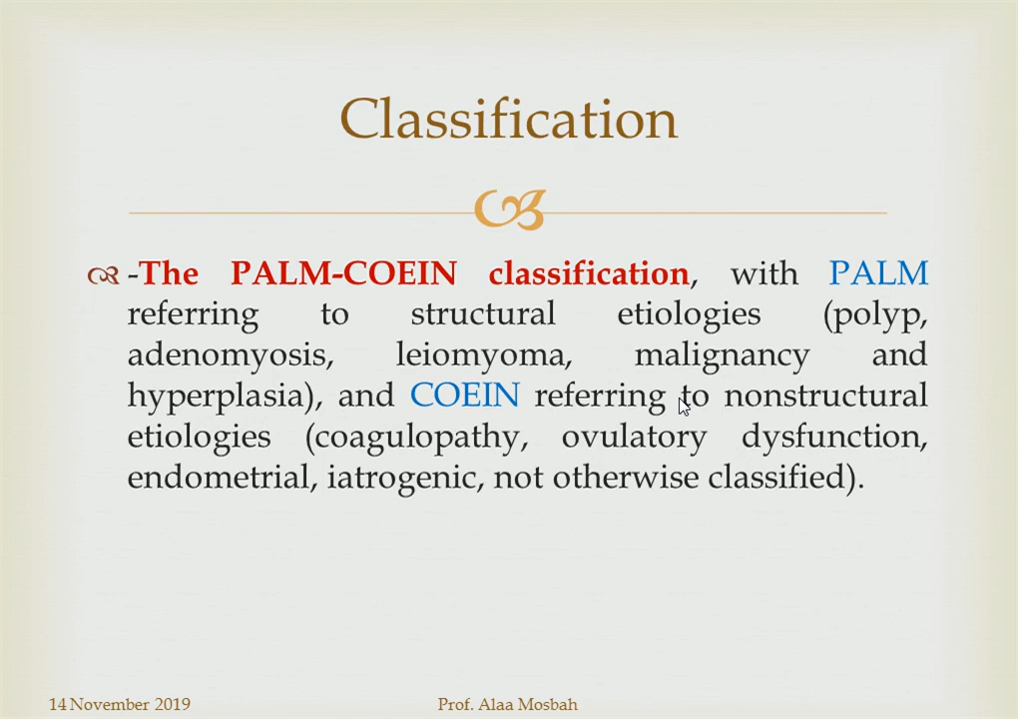 Classification
-The PALM-COEIN classification, with PALM
referring to structural etiologies (polyp,
adenomyosis, leiomyoma, malignancy and
hyperplasia), and COEIN referring to nonstructural
etiologies (coagulopathy, ovulatory dysfunction,
endometrial, iatrogenic, not otherwise classified).
14 November 2019
Prof. Alaa Mosbah